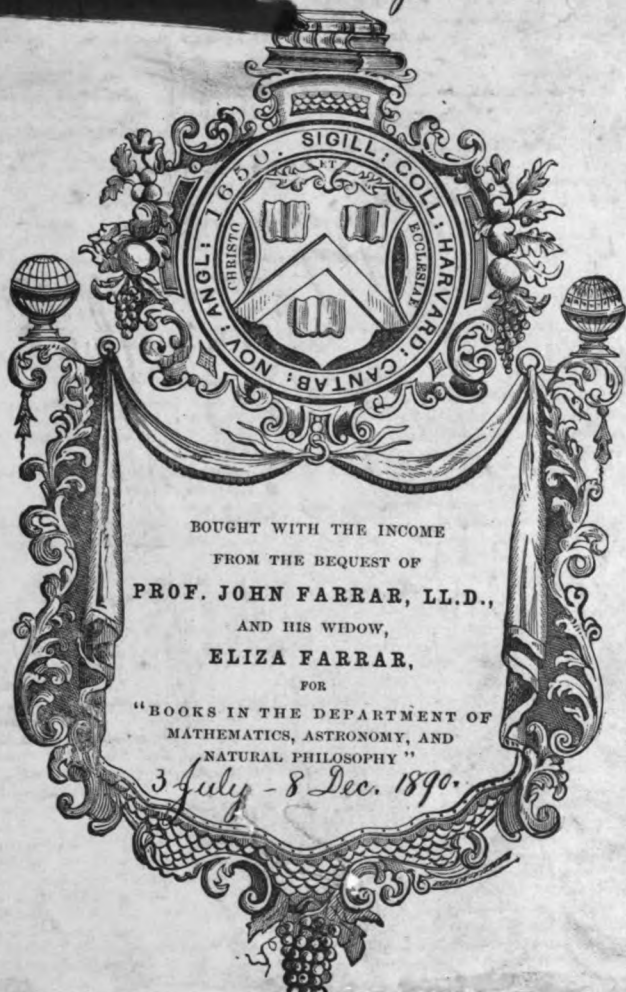 SIGILL: COLL: HARVARD: CANTAB: NOV: ANGL: 1650.
ET
CHRISTO
ECCLESIAE
BOUGHT WITH THE INCOME
FROM THE BEQUEST OF
PROF. JOHN FARRAR, LL.D.,
AND HIS WIDOW,
ELIZA FARRAR,
FOR
"BOOKS IN THE DEPARTMENT OF
MATHEMATICS, ASTRONOMY, AND
NATURAL PHILOSOPHY"
3 July - 8 Dec. 1890.